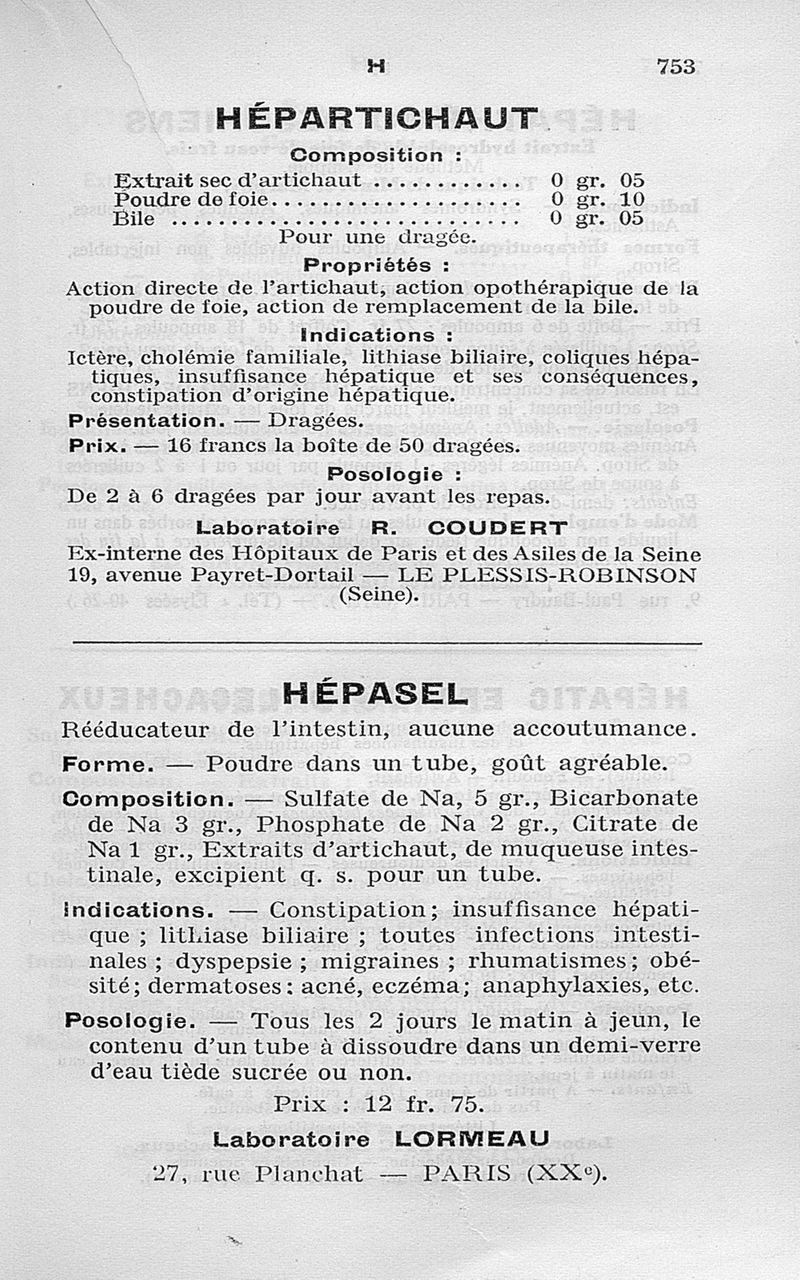 H
753
HÉPARTICHAUT
Composition :
Extrait sec d'artichaut ............ 0 gr. 05
Poudre de foie.................... 0 gr. 10
Bile ............................ 0 gr. 05
Pour une dragée.
Propriétés :
Action directe de l'artichaut, action opothérapique de la
poudre de foie, action de remplacement de la bile.
Indications :
Ictère, cholémie familiale, lithiase biliaire, coliques hépa-
tiques, insuffisance hépatique et ses conséquences,
constipation d'origine hépatique.
Présentation. — Dragées.
Prix. — 16 francs la boîte de 50 dragées.
Posologie :
De 2 à 6 dragées par jour avant les repas.
Laboratoire R. COUDERT
Ex-interne des Hôpitaux de Paris et des Asiles de la Seine
19, avenue Payret-Dortail — LE PLESSIS-ROBINSON
(Seine).
HÉPASEL
Rééducateur de l'intestin, aucune accoutumance.
Forme. — Poudre dans un tube, goût agréable.
Composition. — Sulfate de Na, 5 gr., Bicarbonate
de Na 3 gr., Phosphate de Na 2 gr., Citrate de
Na 1 gr., Extraits d'artichaut, de muqueuse intes-
tinale, excipient q. s. pour un tube.
Indications. — Constipation; insuffisance hépati-
que ; lithiase biliaire ; toutes infections intesti-
nales ; dyspepsie ; migraines ; rhumatismes; obé-
sité; dermatoses: acné, eczéma; anaphylaxies, etc.
Posologie. — Tous les 2 jours le matin à jeun, le
contenu d'un tube à dissoudre dans un demi-verre
d'eau tiède sucrée ou non.
Prix : 12 fr. 75.
Laboratoire LORMEAU
27, rue Planchat — PARIS (XXe).